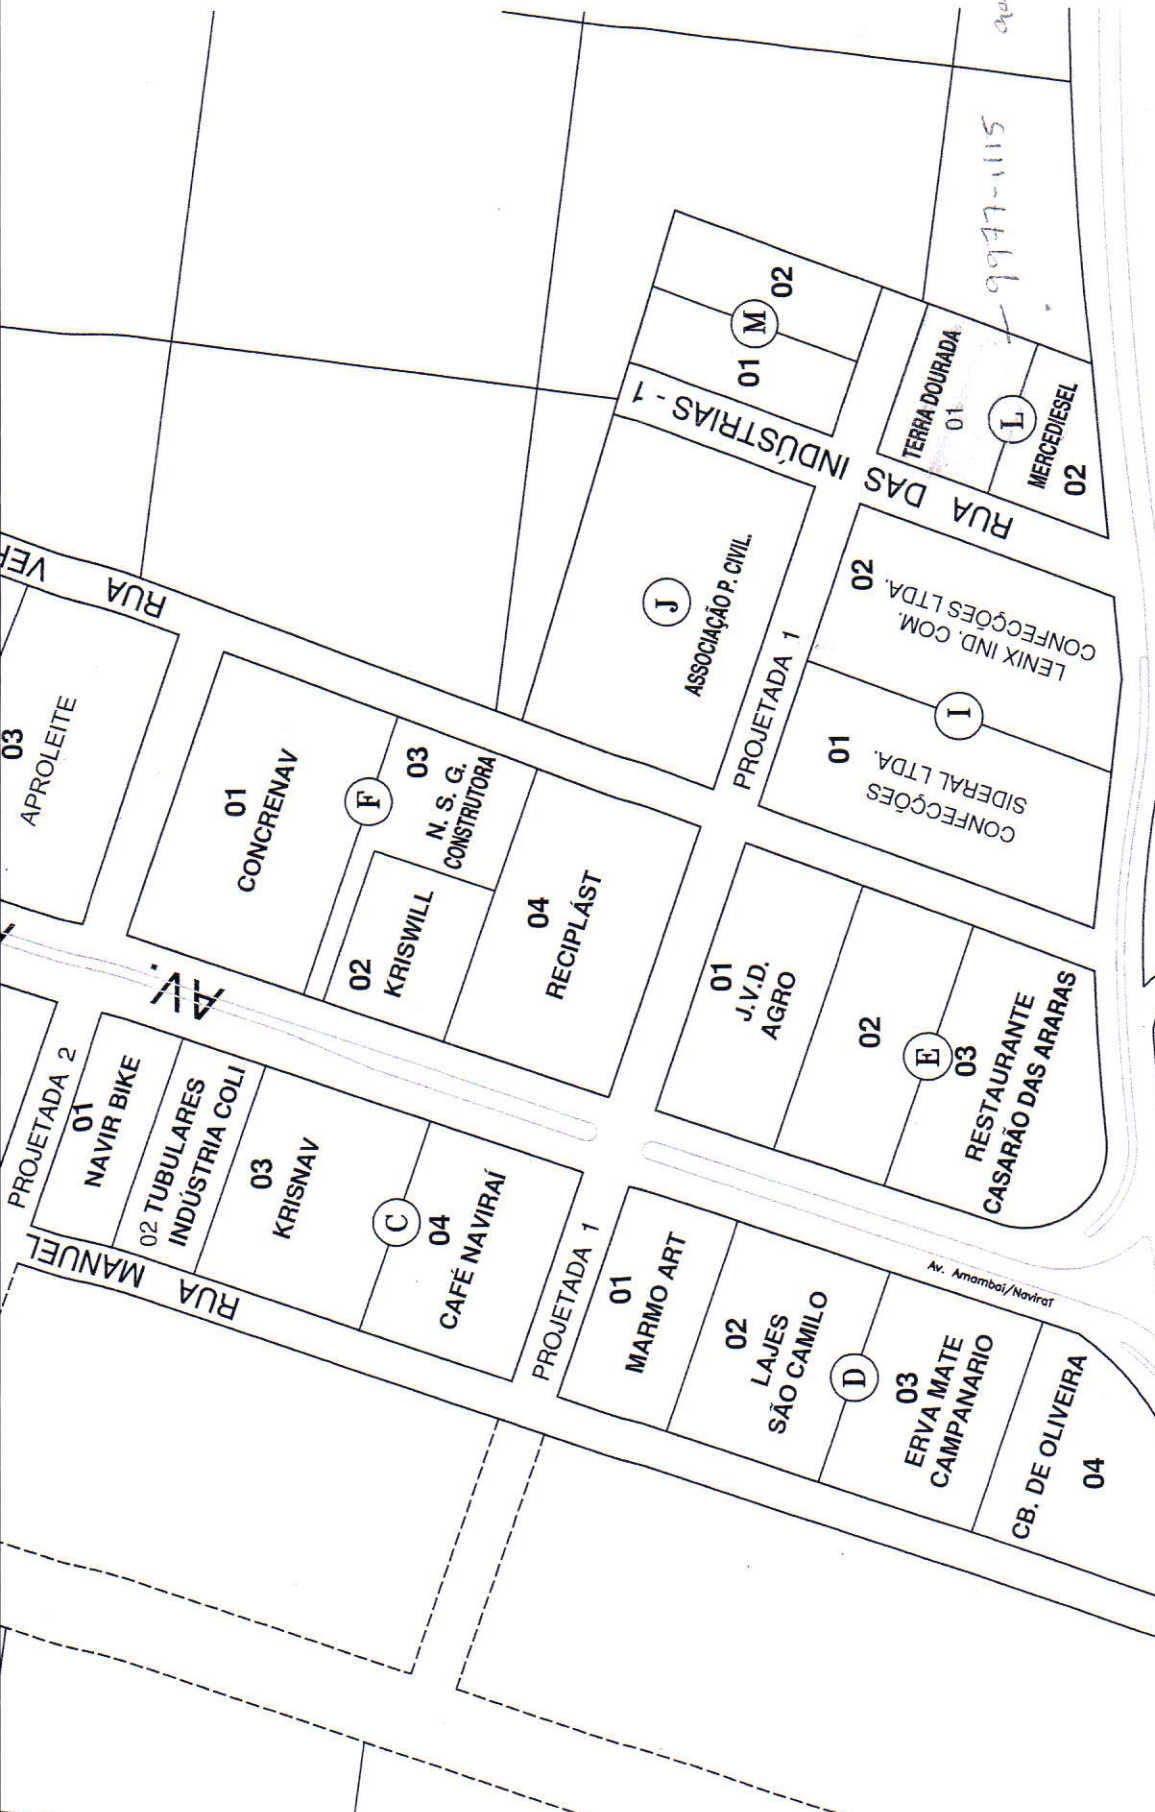 03
APROLEITE
RUA
01
CONCRENAV
F
03
N. S. G.
CONSTRUTORA
02
KRISWILL
04
RECIPLÁST
AV.
PROJETADA 2
01
NAVIR BIKE
02 TUBULARES
INDÚSTRIA COLI
03
KRISNAV
C
04
CAFÉ NAVIRAÍ
RUA MANUEL
PROJETADA 1
01
MARMO ART
02
LAJES
SÃO CAMILO
D
03
ERVA MATE
CAMPANARIO
CB. DE OLIVEIRA
04
Av. Amambai/Naviraí
01
J.V.D.
AGRO
02
E
03
RESTAURANTE
CASARÃO DAS ARARAS
PROJETADA 1
J
ASSOCIAÇÃO P. CIVIL.
01
CONFECÇÕES
SIDERAL LTDA.
I
02
LENIX IND. COM.
CONFECÇÕES LTDA.
RUA DAS INDÚSTRIAS - 1
01
M
02
TERRA DOURADA
01
L
MERCEDIESEL
02
9977-1115